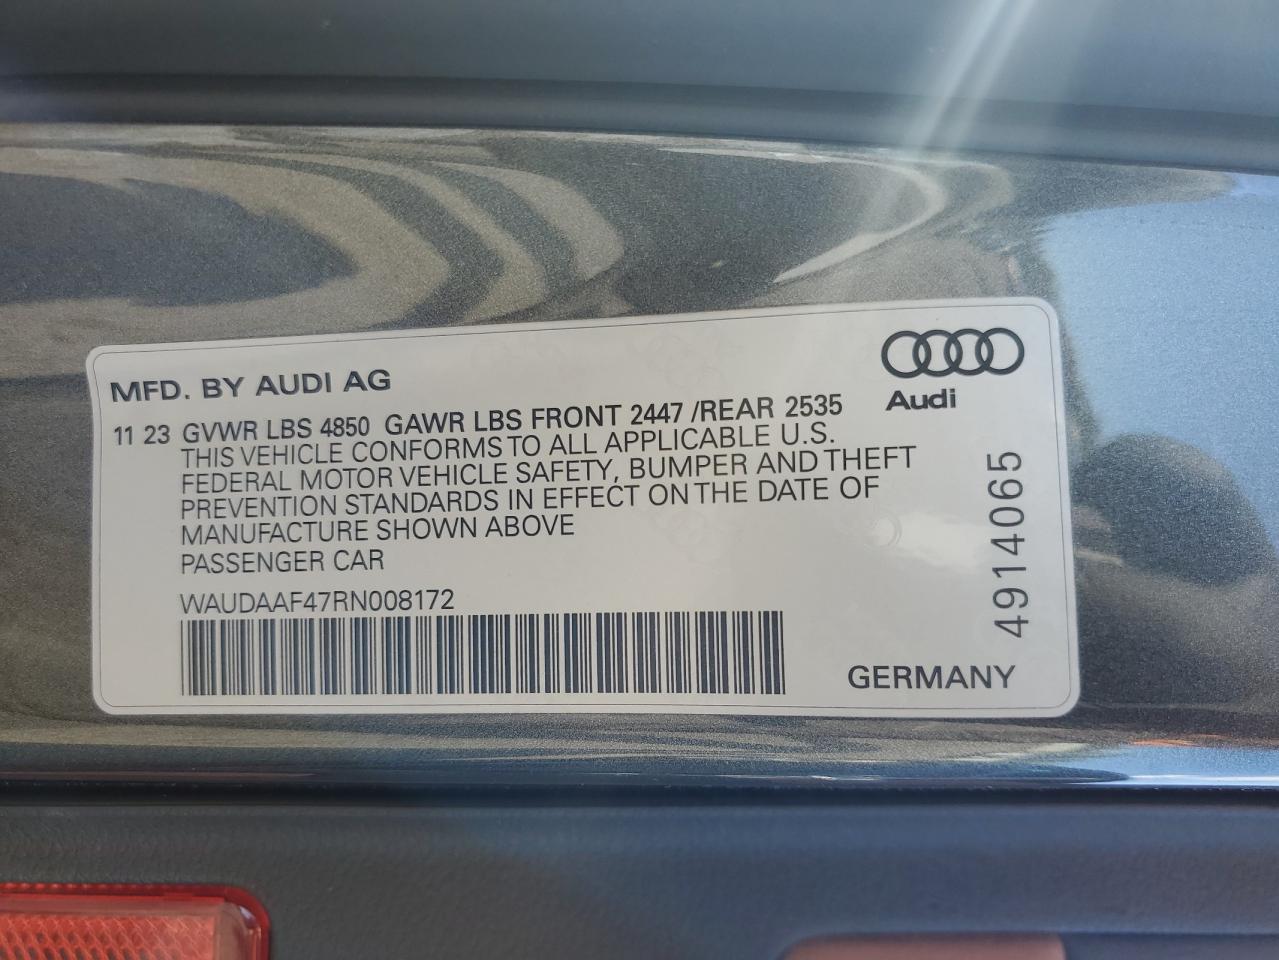 MFD. BY AUDI AG
Audi
11 23 GVWR LBS 4850 GAWR LBS FRONT 2447 /REAR 2535
THIS VEHICLE CONFORMS TO ALL APPLICABLE U.S.
FEDERAL MOTOR VEHICLE SAFETY, BUMPER AND THEFT
PREVENTION STANDARDS IN EFFECT ON THE DATE OF
MANUFACTURE SHOWN ABOVE
PASSENGER CAR
WAUDAAF47RN008172
4914065
GERMANY